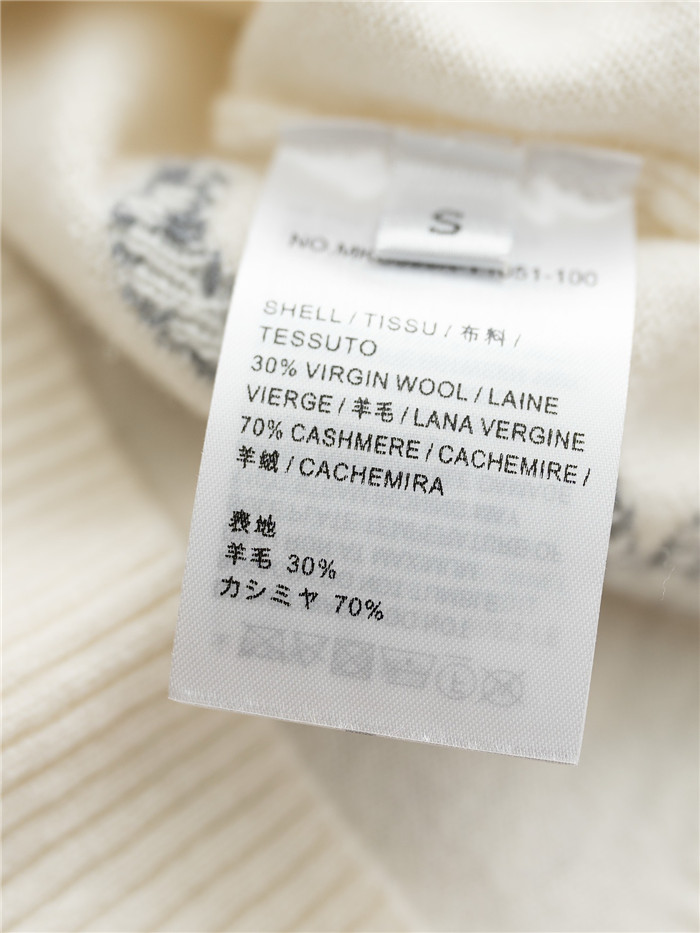 S
SHELL / TISSU / 布料 /
TESSUTO
30% VIRGIN WOOL / LAINE
VIERGE / 羊毛 / LANA VERGINE
70% CASHMERE / CACHEMIRE /
羊绒 / CACHEMIRA
表地
羊毛 30%
カシミヤ 70%